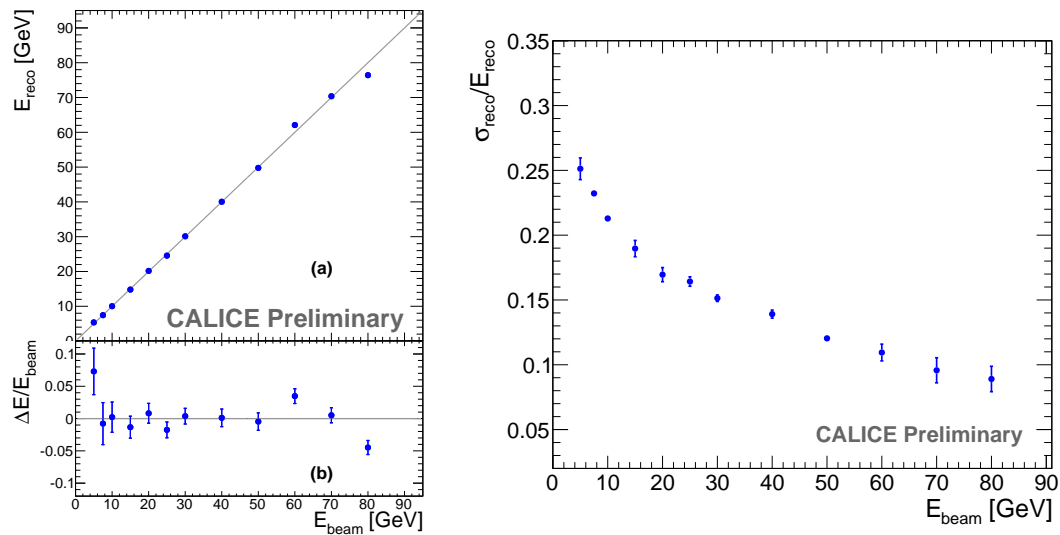 E_reco [GeV]
90
80
70
60
50
40
30
20
10
0
(a)
CALICE Preliminary
ΔE/E_beam
0.1
0.05
0
-0.05
-0.1
(b)
0 10 20 30 40 50 60 70 80 90
E_beam [GeV]
σ_reco/E_reco
0.35
0.3
0.25
0.2
0.15
0.1
0.05
CALICE Preliminary
0 10 20 30 40 50 60 70 80 90
E_beam [GeV]